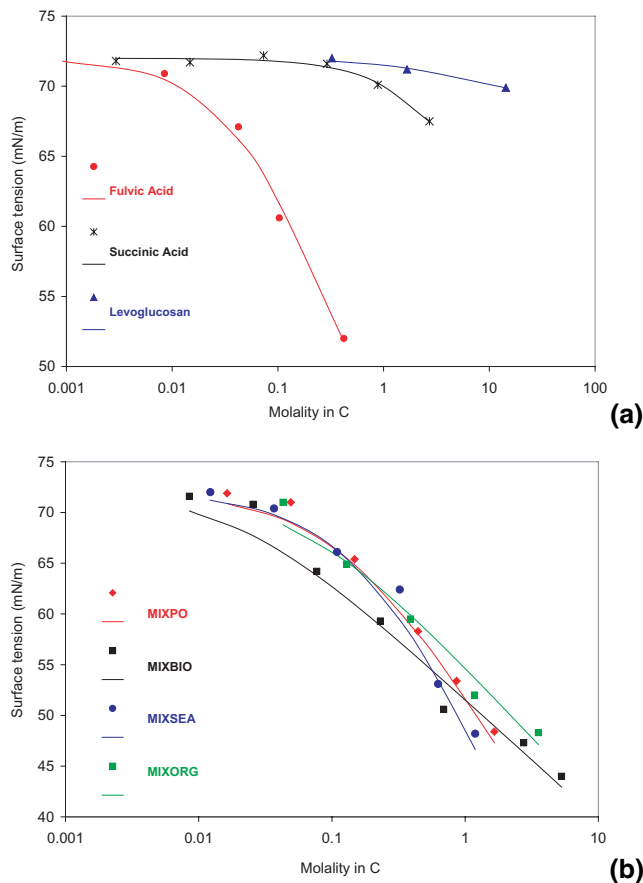 75
70
65
60
55
50
Surface tension (mN/m)
Fulvic Acid
Succinic Acid
Levoglucosan
0.001
0.01
0.1
1
10
100
Molality in C
(a)
75
70
65
60
55
50
45
40
Surface tension (mN/m)
MIXPO
MIXBIO
MIXSEA
MIXORG
0.001
0.01
0.1
1
10
Molality in C
(b)